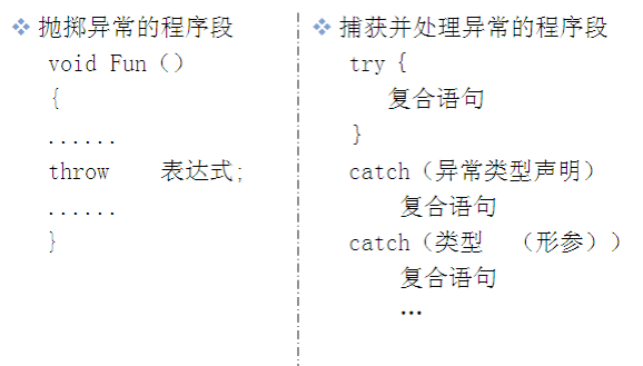 ❖ 抛掷异常的程序段
void Fun（）
{
......
throw 表达式;
......
}
❖ 捕获并处理异常的程序段
try {
复合语句
}
catch（异常类型声明）
复合语句
catch（类型 （形参））
复合语句
…